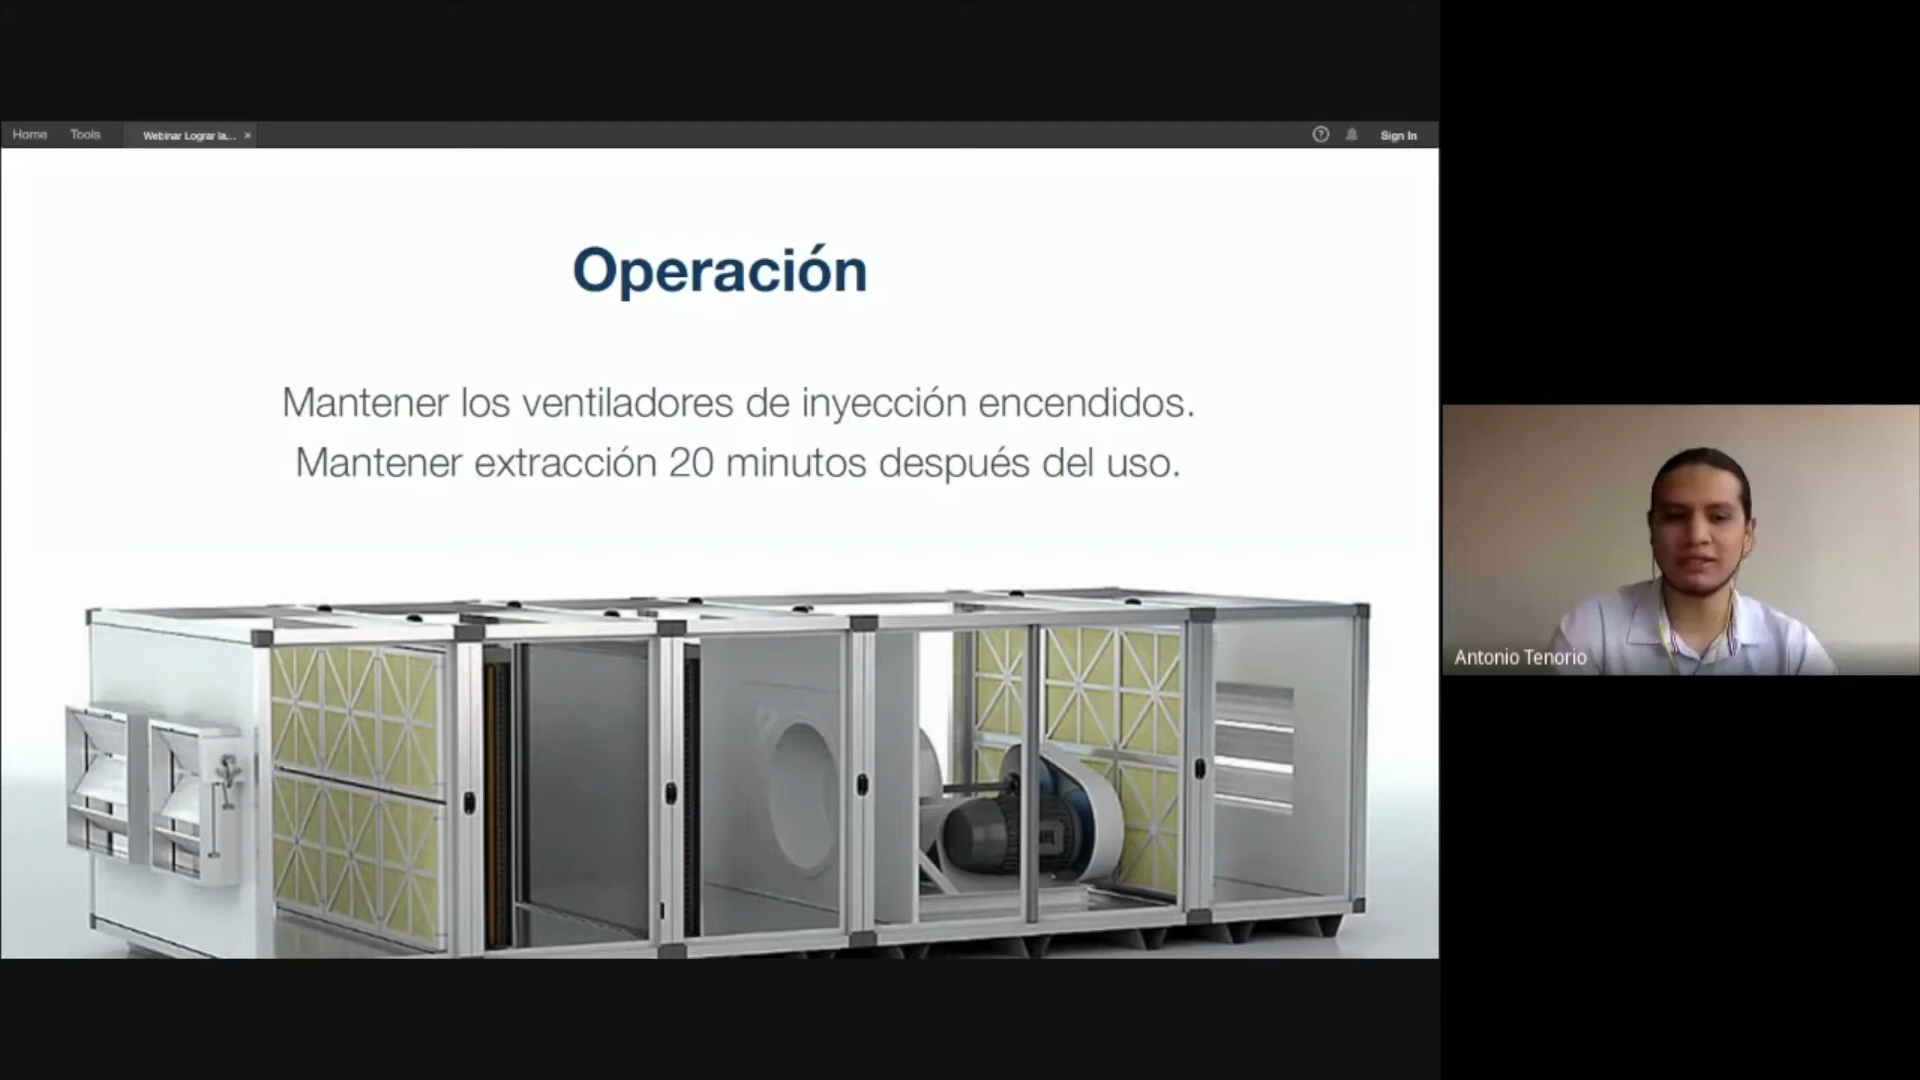 Home Tools Webinar Lograr la... × ? Sign In
Operación
Mantener los ventiladores de inyección encendidos.
Mantener extracción 20 minutos después del uso.
Antonio Tenorio